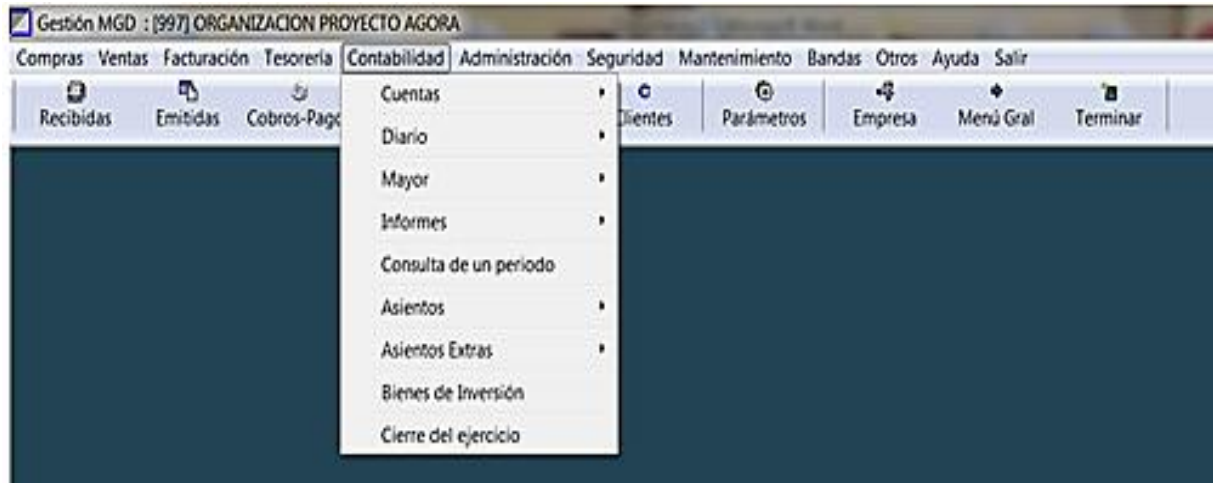 Gestión MGD : [997] ORGANIZACION PROYECTO AGORA
Compras Ventas Facturación Tesorería Contabilidad Administración Seguridad Mantenimiento Bandas Otros Ayuda Salir
Recibidas Emitidas Cobros-Pago Clientes Parámetros Empresa Menú Gral Terminar
Cuentas
Diario
Mayor
Informes
Consulta de un periodo
Asientos
Asientos Extras
Bienes de Inversión
Cierre del ejercicio